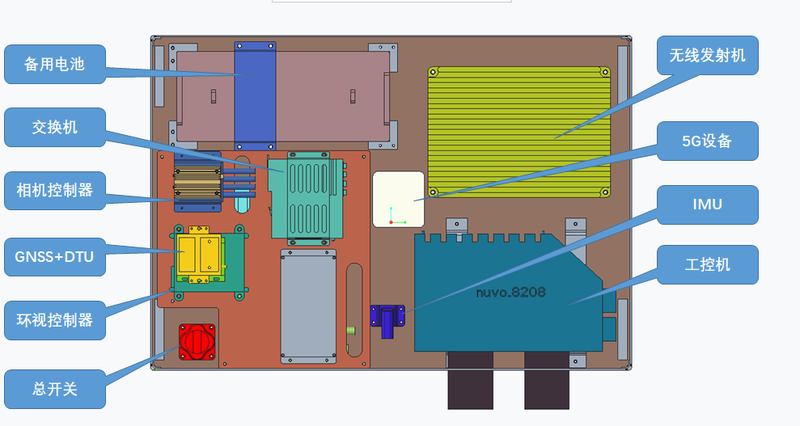 备用电池
交换机
相机控制器
GNSS+DTU
环视控制器
总开关
无线发射机
5G设备
IMU
工控机
nuvo.8208